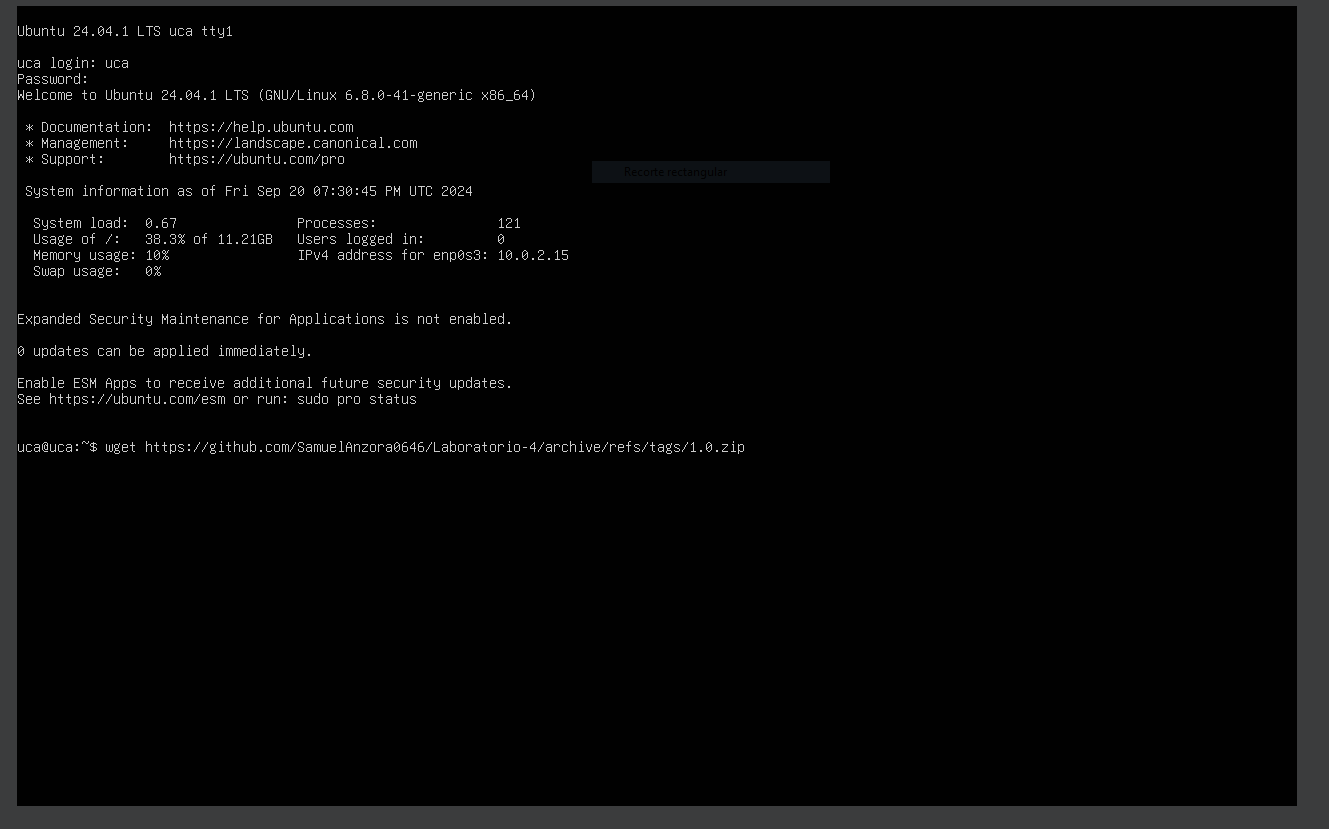 Ubuntu 24.04.1 LTS uca tty1
uca login: uca
Password:
Welcome to Ubuntu 24.04.1 LTS (GNU/Linux 6.8.0-41-generic x86_64)
* Documentation:  https://help.ubuntu.com
* Management:     https://landscape.canonical.com
* Support:        https://ubuntu.com/pro
Recorte rectangular
System information as of Fri Sep 20 07:30:45 PM UTC 2024
System load:  0.67               Processes:               121
Usage of /:   38.3% of 11.21GB   Users logged in:         0
Memory usage: 10%                IPv4 address for enp0s3: 10.0.2.15
Swap usage:   0%
Expanded Security Maintenance for Applications is not enabled.
0 updates can be applied immediately.
Enable ESM Apps to receive additional future security updates.
See https://ubuntu.com/esm or run: sudo pro status
uca@uca:~$ wget https://github.com/SamuelAnzora0646/Laboratorio-4/archive/refs/tags/1.0.zip